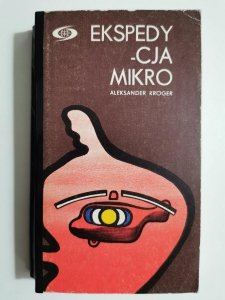 EKSPEDY
-CJA
MIKRO
ALEKSANDER KROGER